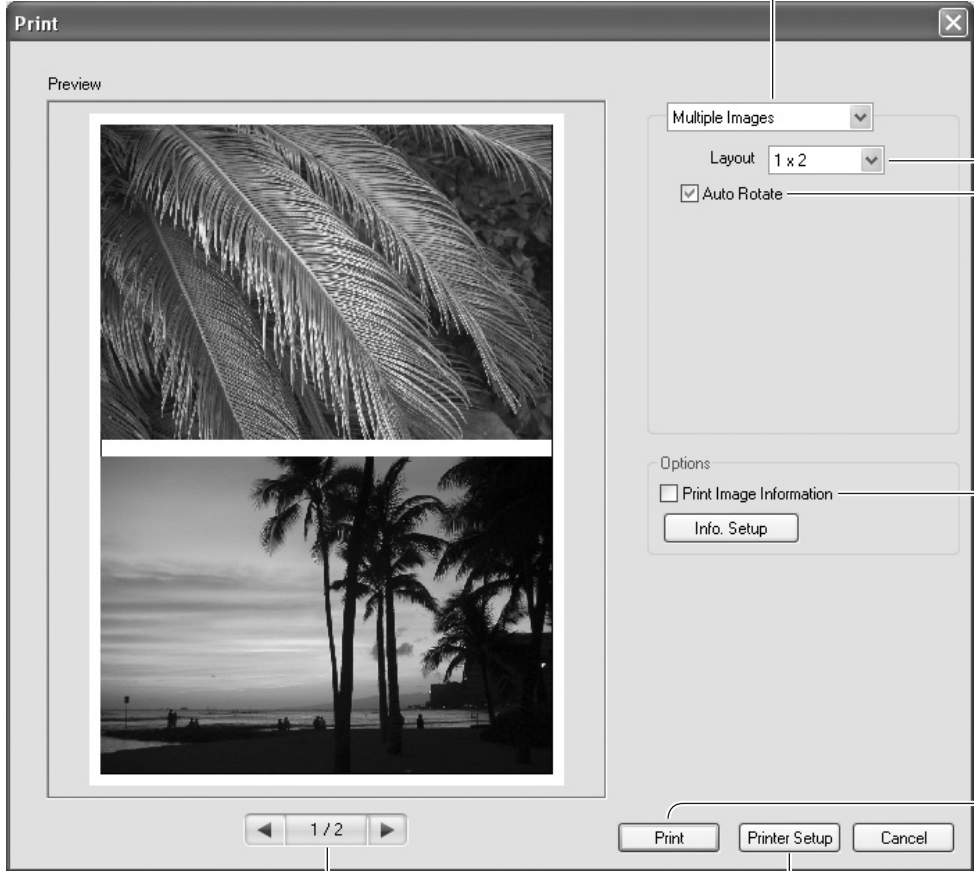 Print
Preview
Multiple Images
Layout 1 x 2
Auto Rotate
Options
Print Image Information
Info. Setup
1 / 2
Print
Printer Setup
Cancel